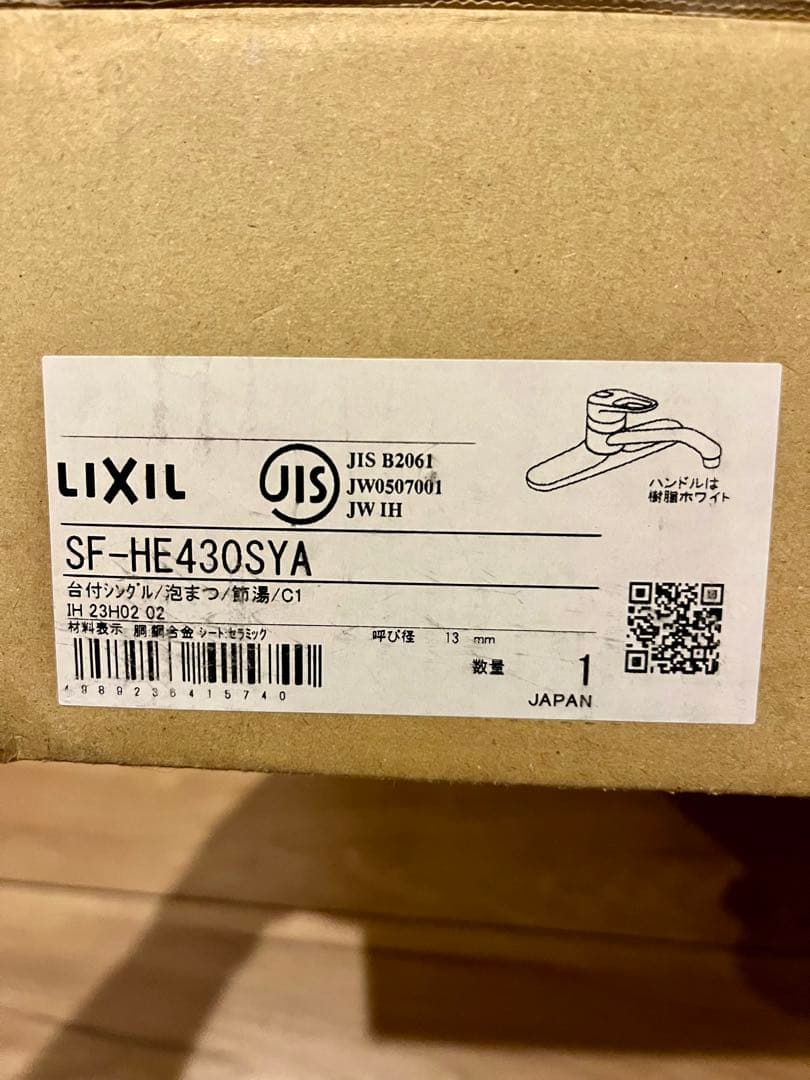 LIXIL
JIS
JIS B2061
JW0507001
JW IH
ハンドルは
樹脂ホワイト
SF-HE430SYA
台付シングル/泡まつ/節湯/C1
IH 23H02 02
材料表示 胴:銅合金 シート:セラミック
呼び径 13 mm
数量 1
4989236415740
JAPAN